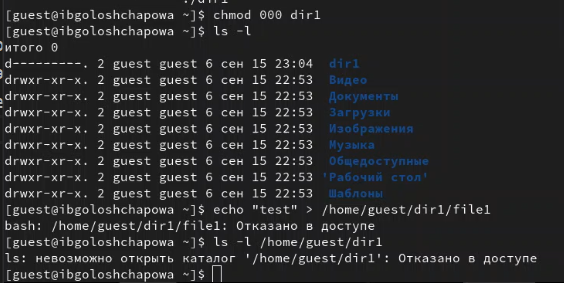 ./dir1
[guest@ibgoloshchapowa ~]$ chmod 000 dir1
[guest@ibgoloshchapowa ~]$ ls -l
итого 0
d---------. 2 guest guest 6 сен 15 23:04  dir1
drwxr-xr-x. 2 guest guest 6 сен 15 22:53  Видео
drwxr-xr-x. 2 guest guest 6 сен 15 22:53  Документы
drwxr-xr-x. 2 guest guest 6 сен 15 22:53  Загрузки
drwxr-xr-x. 2 guest guest 6 сен 15 22:53  Изображения
drwxr-xr-x. 2 guest guest 6 сен 15 22:53  Музыка
drwxr-xr-x. 2 guest guest 6 сен 15 22:53  Общедоступные
drwxr-xr-x. 2 guest guest 6 сен 15 22:53 'Рабочий стол'
drwxr-xr-x. 2 guest guest 6 сен 15 22:53  Шаблоны
[guest@ibgoloshchapowa ~]$ echo "test" > /home/guest/dir1/file1
bash: /home/guest/dir1/file1: Отказано в доступе
[guest@ibgoloshchapowa ~]$ ls -l /home/guest/dir1
ls: невозможно открыть каталог '/home/guest/dir1': Отказано в доступе
[guest@ibgoloshchapowa ~]$